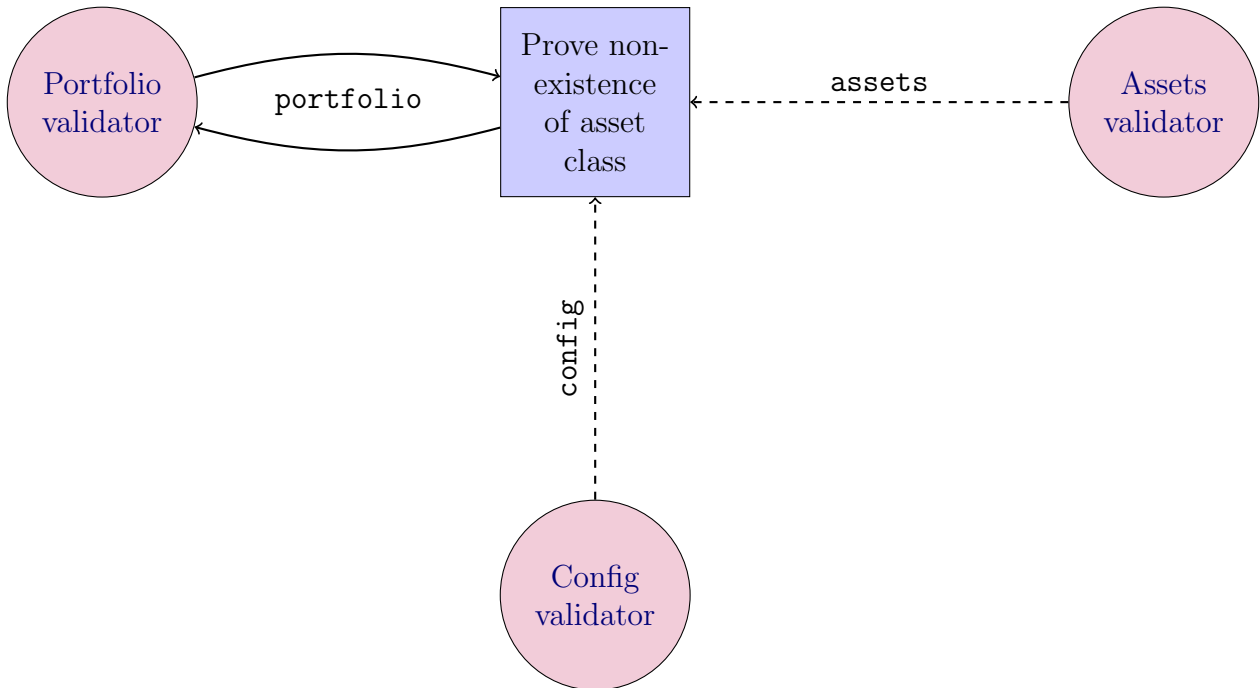 Portfolio
validator
portfolio
Prove non-
existence
of asset
class
assets
Assets
validator
config
Config
validator